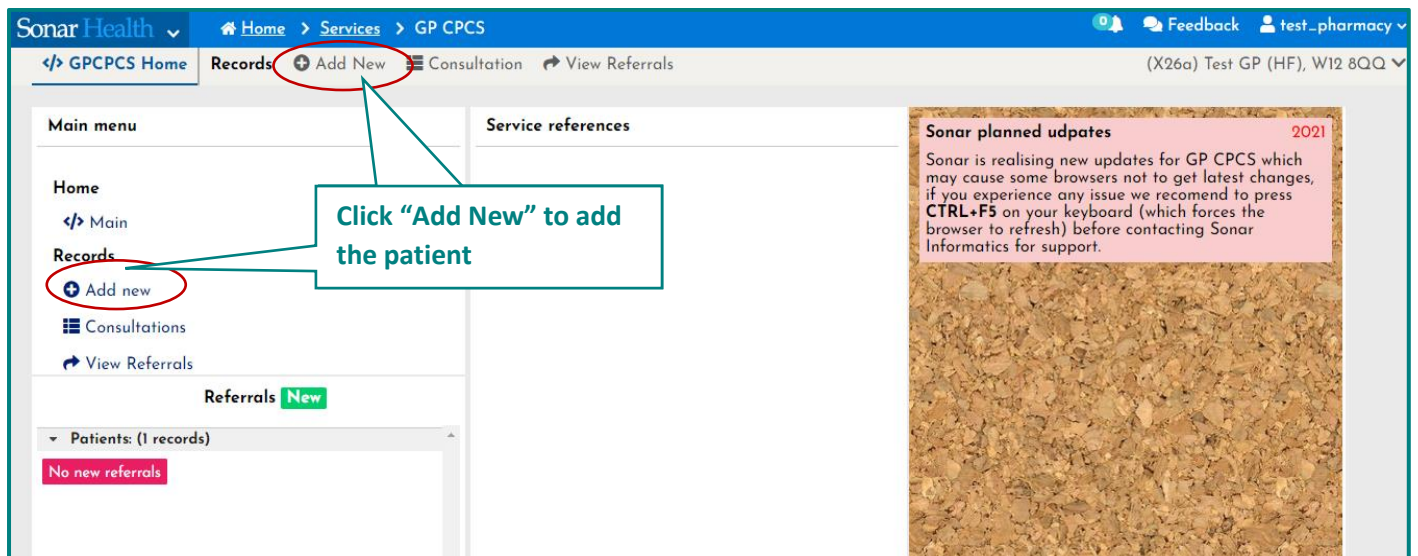 Sonar Health Home > Services > GP CPCS 0 Feedback test_pharmacy
</> GPCPCS Home Records Add New Consultation View Referrals (X26a) Test GP (HF), W12 8QQ
Main menu
Home
</> Main
Records
Add new
Consultations
View Referrals
Referrals New
Patients: (1 records)
No new referrals
Click “Add New” to add
the patient
Service references
Sonar planned udpates 2021
Sonar is realising new updates for GP CPCS which
may cause some browsers not to get latest changes,
if you experience any issue we recomend to press
CTRL+F5 on your keyboard (which forces the
browser to refresh) before contacting Sonar
Informatics for support.